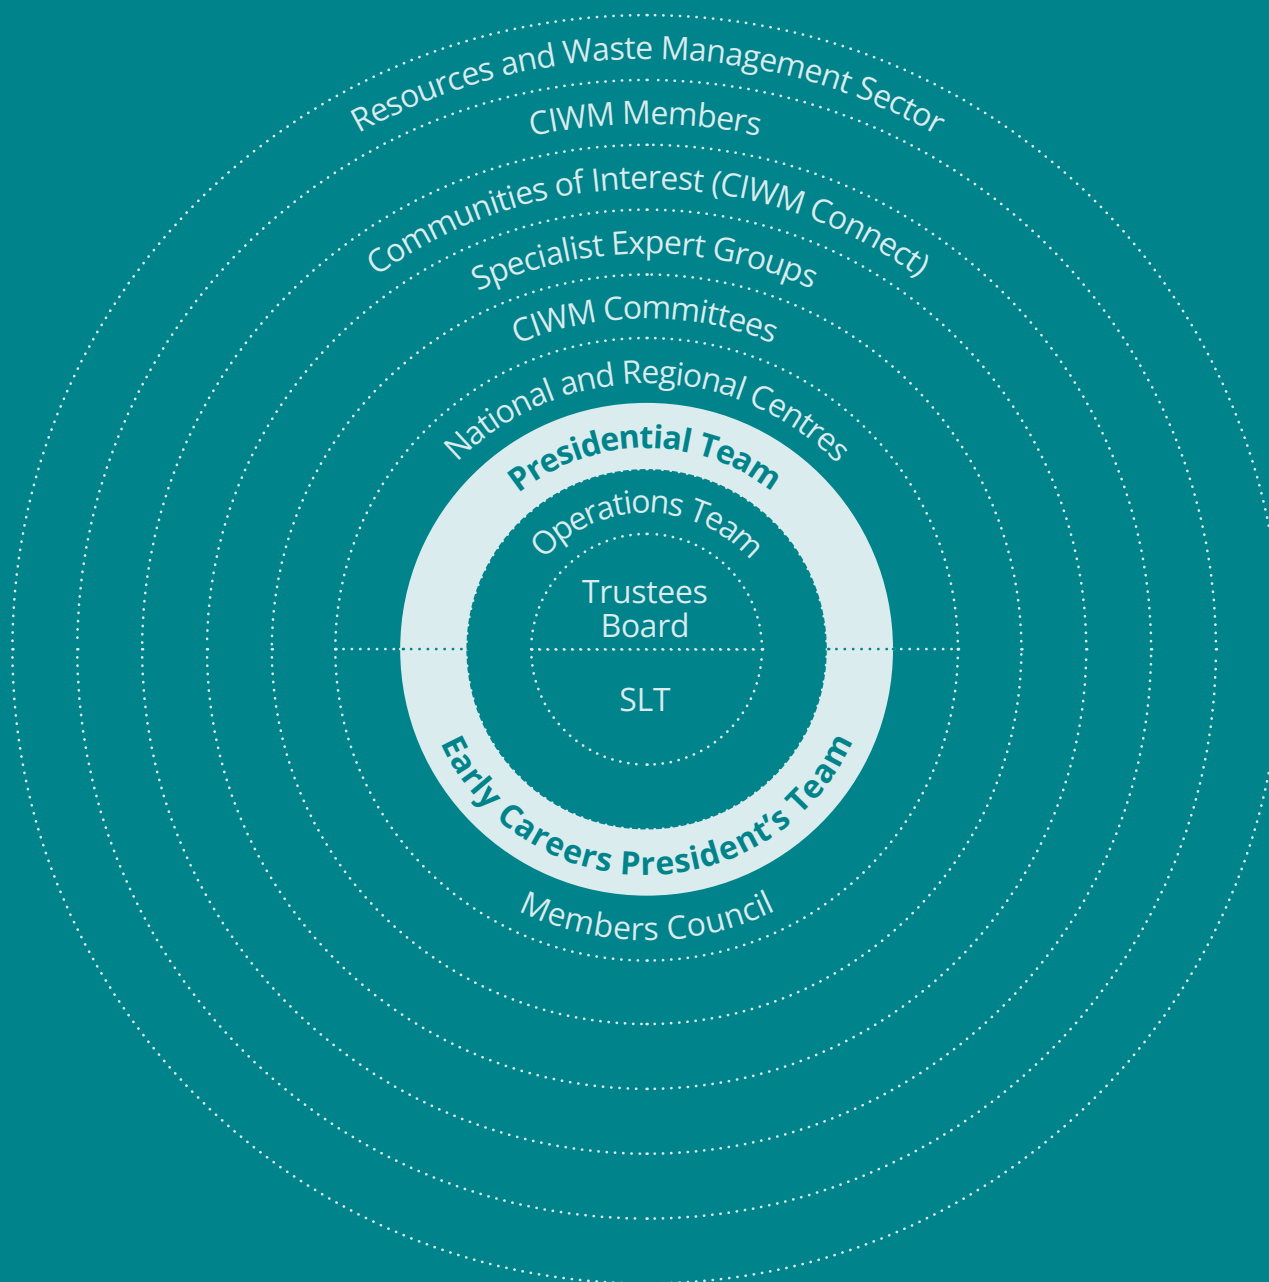 Resources and Waste Management Sector
CIWM Members
Communities of Interest (CIWM Connect)
Specialist Expert Groups
CIWM Committees
National and Regional Centres
Presidential Team
Operations Team
Trustees
Board
SLT
Early Careers President’s Team
Members Council